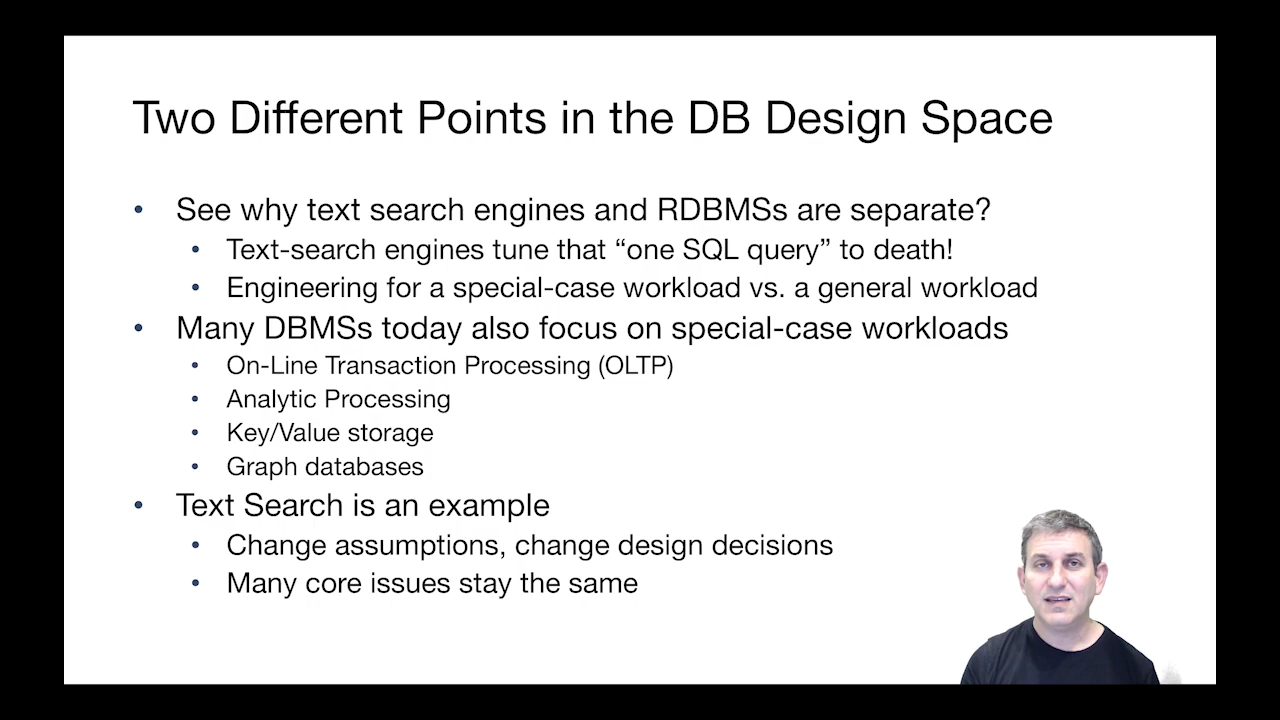 Two Different Points in the DB Design Space
• See why text search engines and RDBMSs are separate?
• Text-search engines tune that “one SQL query” to death!
• Engineering for a special-case workload vs. a general workload
• Many DBMSs today also focus on special-case workloads
• On-Line Transaction Processing (OLTP)
• Analytic Processing
• Key/Value storage
• Graph databases
• Text Search is an example
• Change assumptions, change design decisions
• Many core issues stay the same